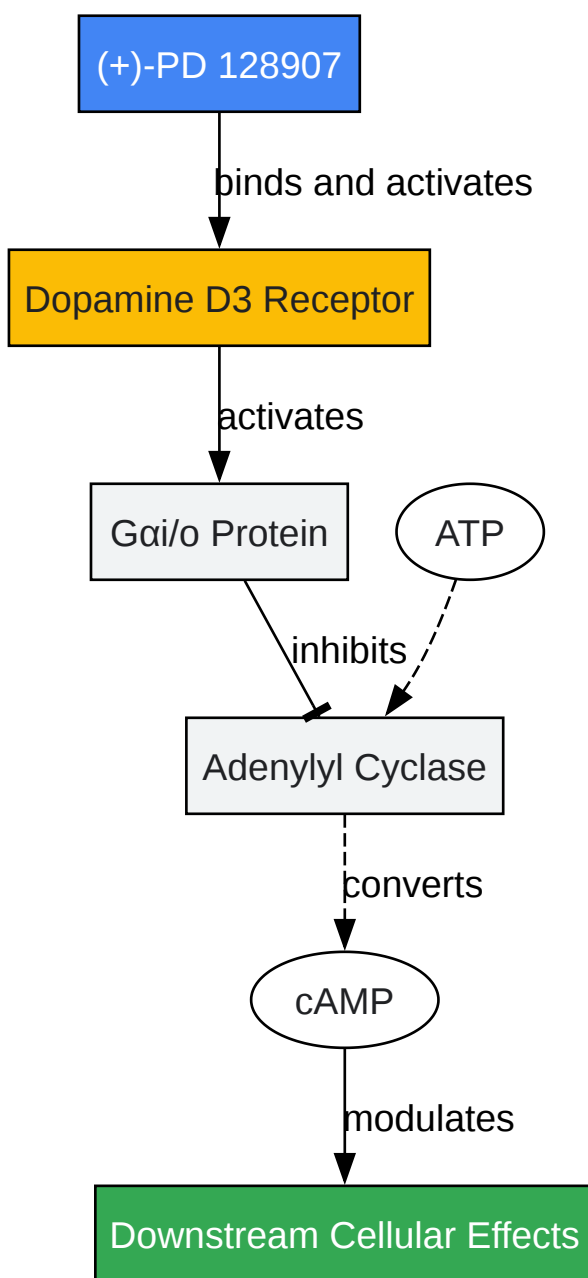 (+)-PD 128907
binds and activates
Dopamine D3 Receptor
activates
Gαi/o Protein
ATP
inhibits
Adenylyl Cyclase
converts
cAMP
modulates
Downstream Cellular Effects